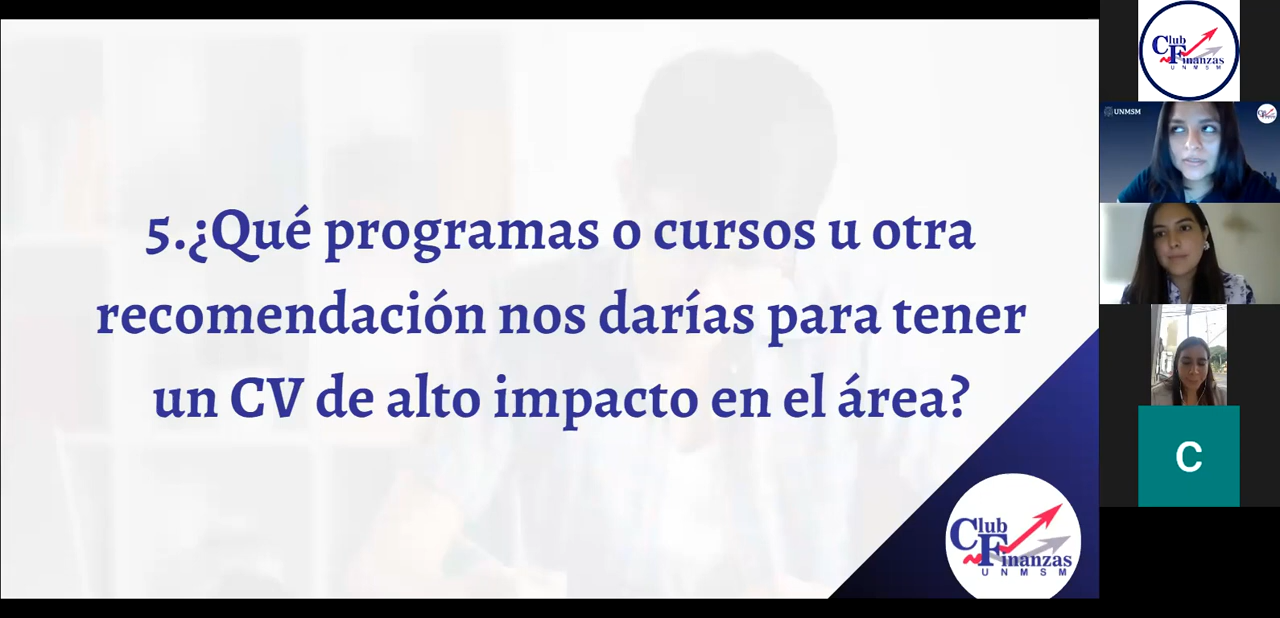 5.¿Qué programas o cursos u otra
recomendación nos darías para tener
un CV de alto impacto en el área?
Club
Finanzas
UNMSM
Club
Finanzas
UNMSM
UNMSM
C